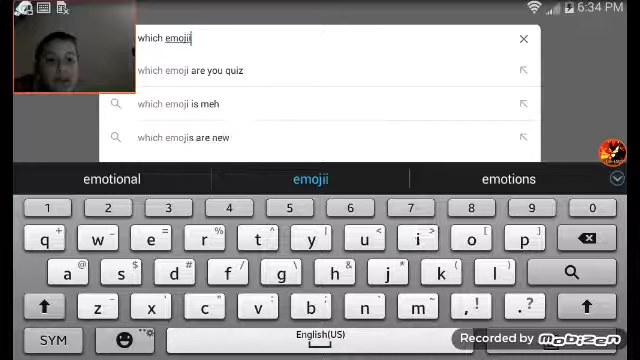 6:34 PM
which emojii
which emoji are you quiz
which emoji is meh
which emojis are new
emotional emojii emotions
1 2 3 4 5 6 7 8 9 0
q + w - e = r % t ^ y | u < i > o [ p ]
a @ s $ d # f / g \ h & j * k ( l )
z x c v b n m ~ , ! . ?
SYM English(US)
Recorded by mobizen